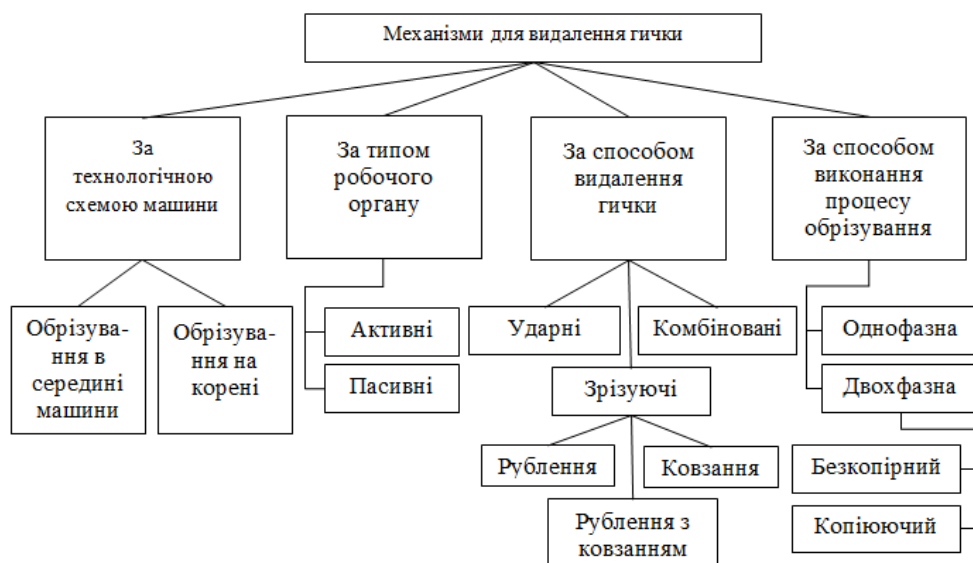 Механізми для видалення гички
За
технологічною
схемою машини
За типом
робочого
органу
За способом
видалення
гички
За способом
виконання
процесу
обрізування
Обрізува-
ння в
середині
машини
Обрізува-
ння на
корені
Активні
Пасивні
Ударні
Комбіновані
Зрізуючі
Рублення
Ковзання
Рублення з
ковзанням
Однофазна
Двохфазна
Безкопірний
Копіюючий